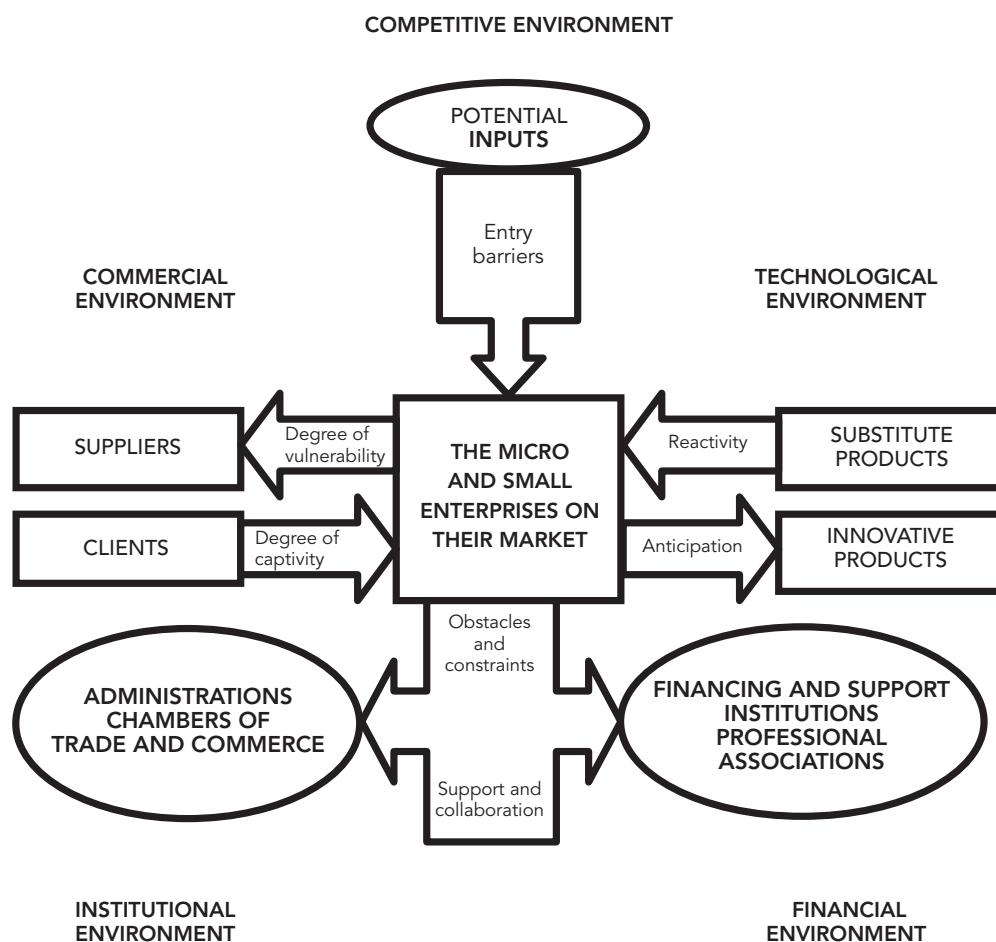 COMPETITIVE ENVIRONMENT
POTENTIAL
INPUTS
Entry
barriers
COMMERCIAL
ENVIRONMENT
TECHNOLOGICAL
ENVIRONMENT
SUPPLIERS
Degree of
vulnerability
THE MICRO
AND SMALL
ENTERPRISES ON
THEIR MARKET
Reactivity
SUBSTITUTE
PRODUCTS
CLIENTS
Degree of
captivity
Anticipation
INNOVATIVE
PRODUCTS
Obstacles
and
constraints
ADMINISTRATIONS
CHAMBERS OF
TRADE AND COMMERCE
FINANCING AND SUPPORT
INSTITUTIONS
PROFESSIONAL
ASSOCIATIONS
Support and
collaboration
INSTITUTIONAL
ENVIRONMENT
FINANCIAL
ENVIRONMENT